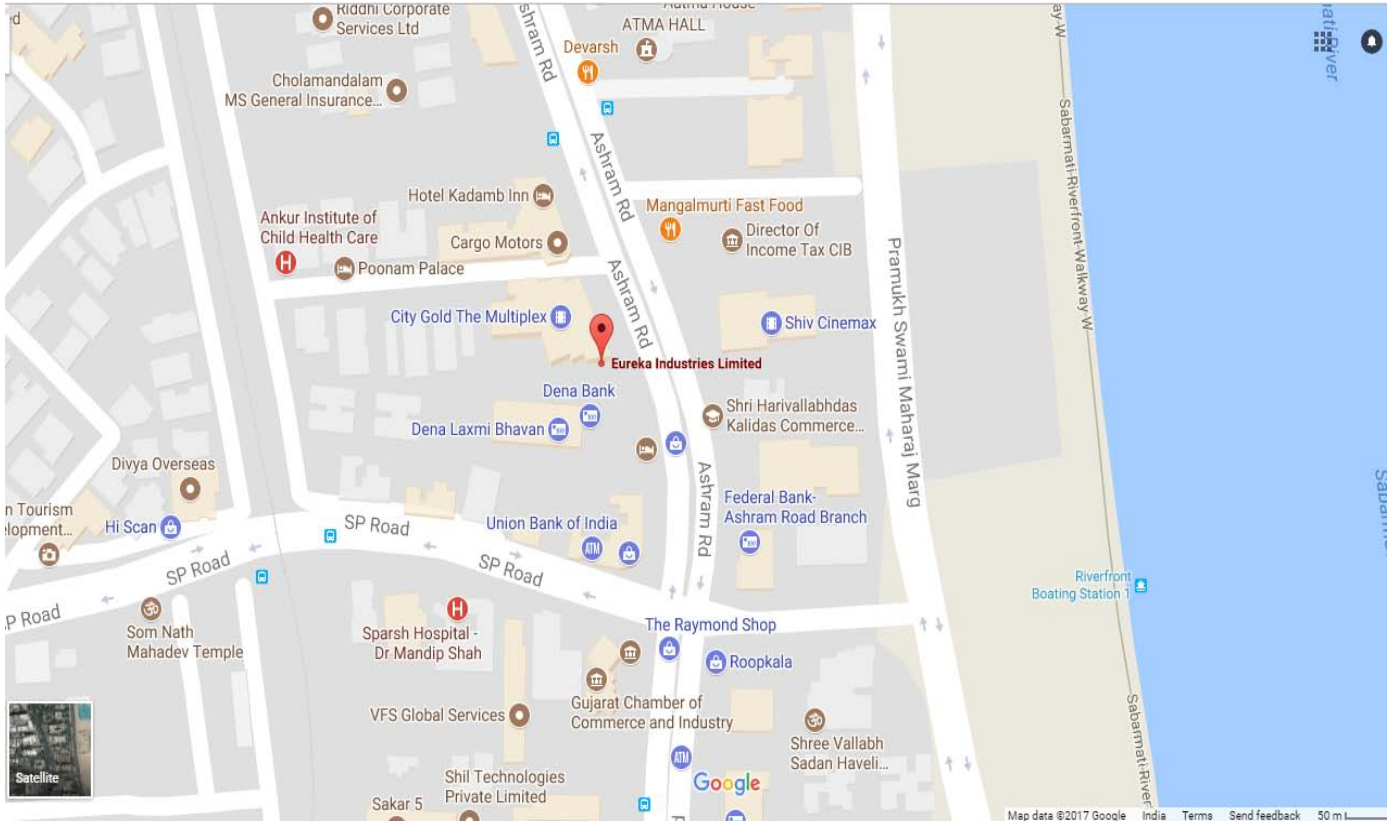 Riddhi Corporate
Services Ltd
ATMA HALL
Devarsh
Cholamandalam
MS General Insurance...
Ashram Rd
Hotel Kadamb Inn
Mangalmurti Fast Food
Ankur Institute of
Child Health Care
Cargo Motors
Director Of
Income Tax CIB
Poonam Palace
Ashram Rd
City Gold The Multiplex
Shiv Cinemax
Eureka Industries Limited
Dena Bank
Dena Laxmi Bhavan
Shri Harivallabhdas
Kalidas Commerce...
Pramukh Swami Maharaj Marg
Sabarmati Riverfront Walkway W
Divya Overseas
Ashram Rd
Federal Bank-
Ashram Road Branch
n Tourism
elopment...
Hi Scan
SP Road
Union Bank of India
ATM
SP Road
SP Road
SP Road
Riverfront
Boating Station 1
Som Nath
Mahadev Temple
Sparsh Hospital -
Dr Mandip Shah
The Raymond Shop
Roopkala
Gujarat Chamber of
Commerce and Industry
VFS Global Services
Shree Vallabh
Sadan Haveli...
ATM
Satellite
Shil Technologies
Private Limited
Google
Sakar 5
Map data ©2017 Google India Terms Send feedback 50 m